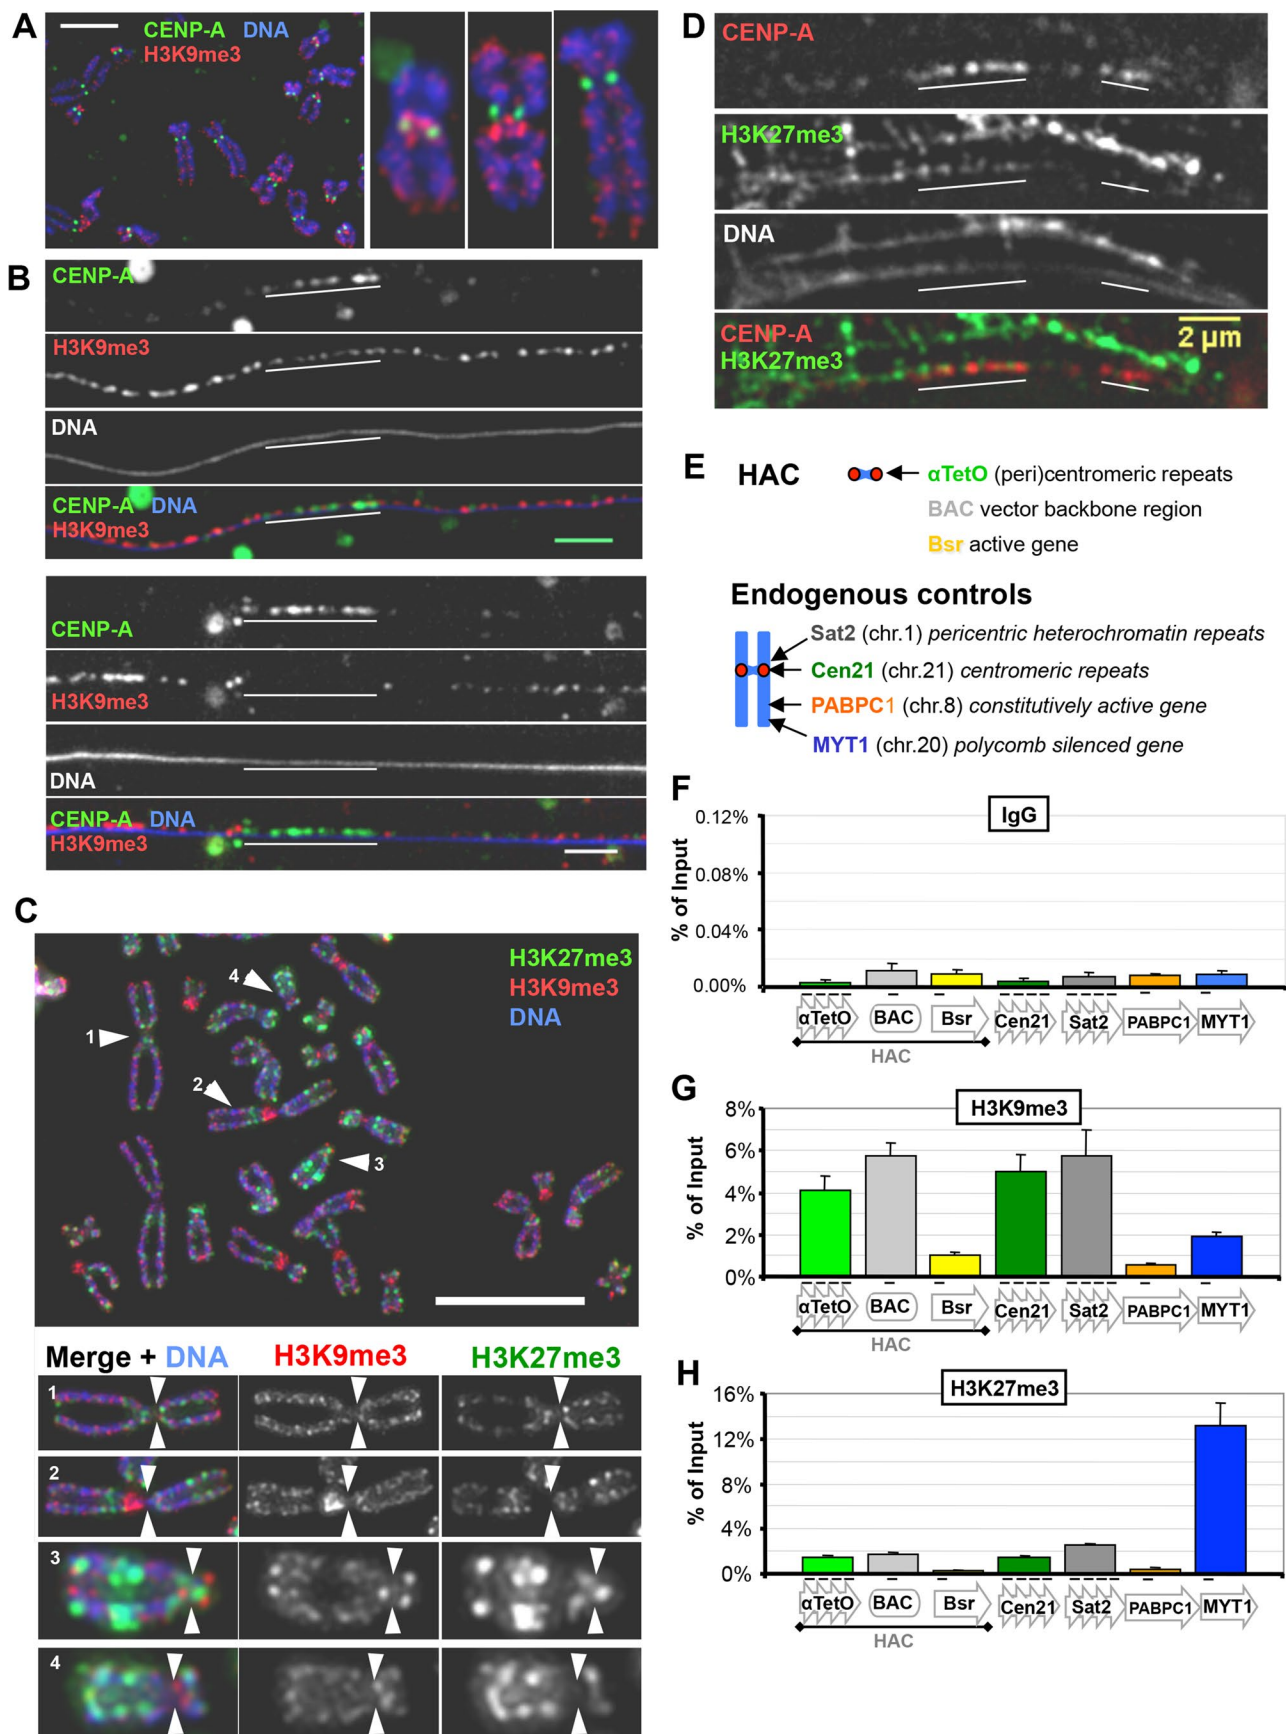 A
CENP-A DNA
H3K9me3
B
CENP-A
H3K9me3
DNA
CENP-A DNA
H3K9me3
CENP-A
H3K9me3
DNA
CENP-A DNA
H3K9me3
C
H3K27me3
H3K9me3
DNA
4
1
2
3
Merge + DNA H3K9me3 H3K27me3
1
2
3
4
D
CENP-A
H3K27me3
DNA
CENP-A
H3K27me3
2 μm
E
HAC
αTetO (peri)centromeric repeats
BAC vector backbone region
Bsr active gene
Endogenous controls
Sat2 (chr.1) pericentric heterochromatin repeats
Cen21 (chr.21) centromeric repeats
PABPC1 (chr.8) constitutively active gene
MYT1 (chr.20) polycomb silenced gene
F
IgG
% of Input
0.12%
0.08%
0.04%
0.00%
αTetO BAC Bsr Cen21 Sat2 PABPC1 MYT1
HAC
G
H3K9me3
% of Input
8%
6%
4%
2%
0%
αTetO BAC Bsr Cen21 Sat2 PABPC1 MYT1
HAC
H
H3K27me3
% of Input
16%
12%
8%
4%
0%
αTetO BAC Bsr Cen21 Sat2 PABPC1 MYT1
HAC